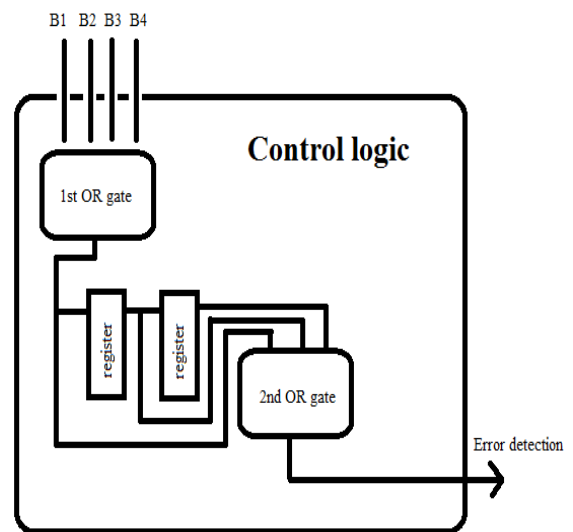 B1 B2 B3 B4
Control logic
1st OR gate
register
register
2nd OR gate
Error detection